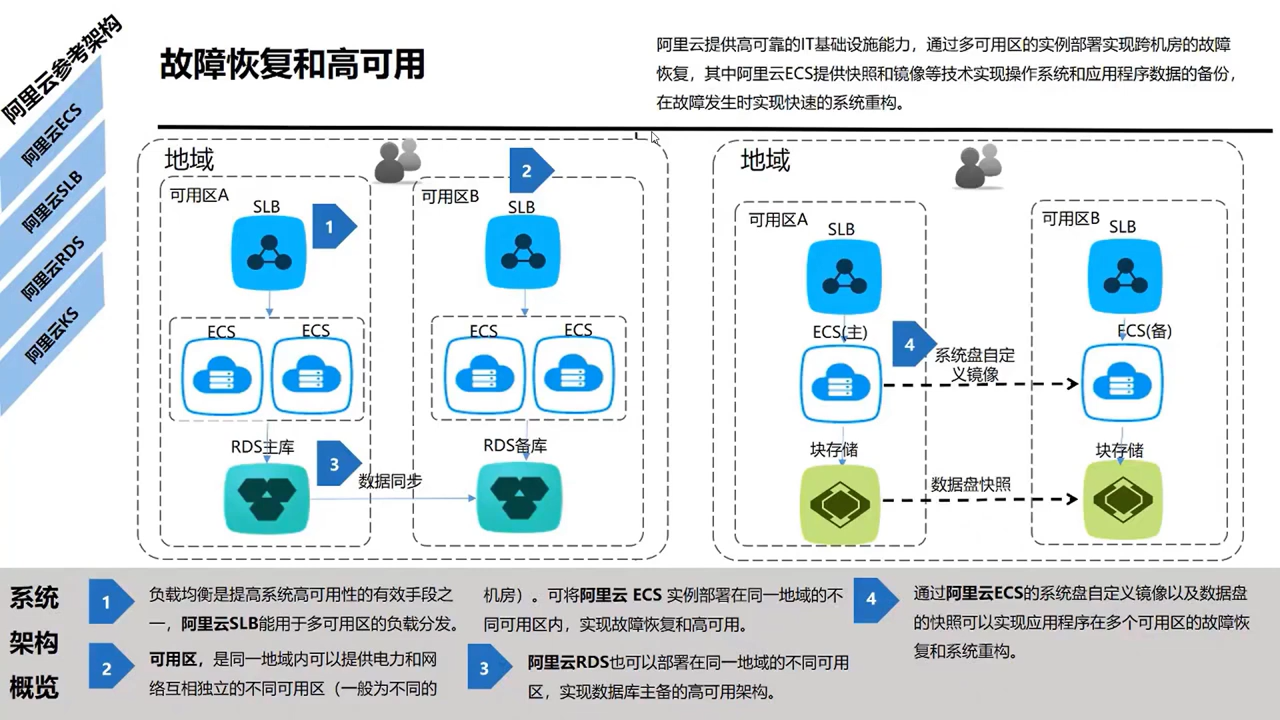 阿里云参考架构
阿里云ECS
阿里云SLB
阿里云RDS
阿里云KS
故障恢复和高可用
阿里云提供高可靠的IT基础设施能力，通过多可用区的实例部署实现跨机房的故障
恢复，其中阿里云ECS提供快照和镜像等技术实现操作系统和应用程序数据的备份，
在故障发生时实现快速的系统重构。
地域
可用区A
SLB
1
ECS
ECS
RDS主库
3
数据同步
2
可用区B
SLB
ECS
ECS
RDS备库
地域
可用区A
SLB
ECS(主)
4
系统盘自定
义镜像
块存储
数据盘快照
可用区B
SLB
ECS(备)
块存储
系统
架构
概览
1
负载均衡是提高系统高可用性的有效手段之
一，阿里云SLB能用于多可用区的负载分发。
2
可用区，是同一地域内可以提供电力和网
络互相独立的不同可用区（一般为不同的
机房）。可将阿里云 ECS 实例部署在同一地域的不
同可用区内，实现故障恢复和高可用。
3
阿里云RDS也可以部署在同一地域的不同可用
区，实现数据库主备的高可用架构。
4
通过阿里云ECS的系统盘自定义镜像以及数据盘
的快照可以实现应用程序在多个可用区的故障恢
复和系统重构。